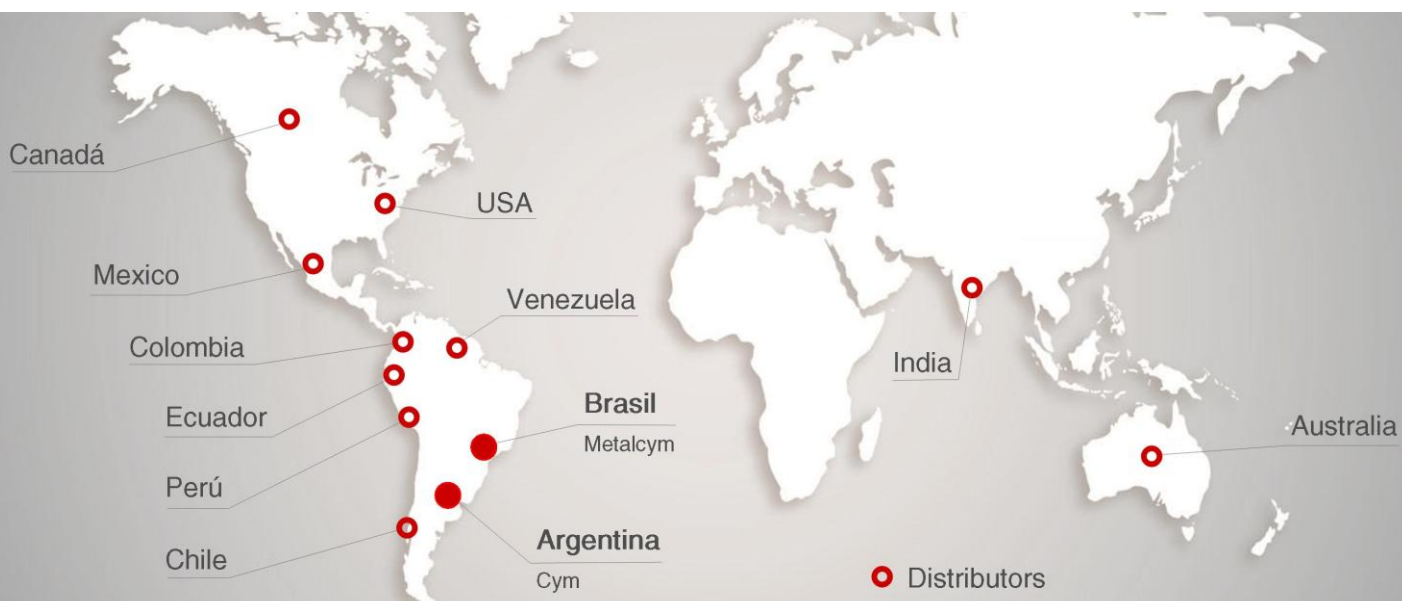 Canadá
USA
Mexico
Venezuela
Colombia
India
Ecuador
Brasil
Metalcym
Australia
Perú
Chile
Argentina
Cym
Distributors